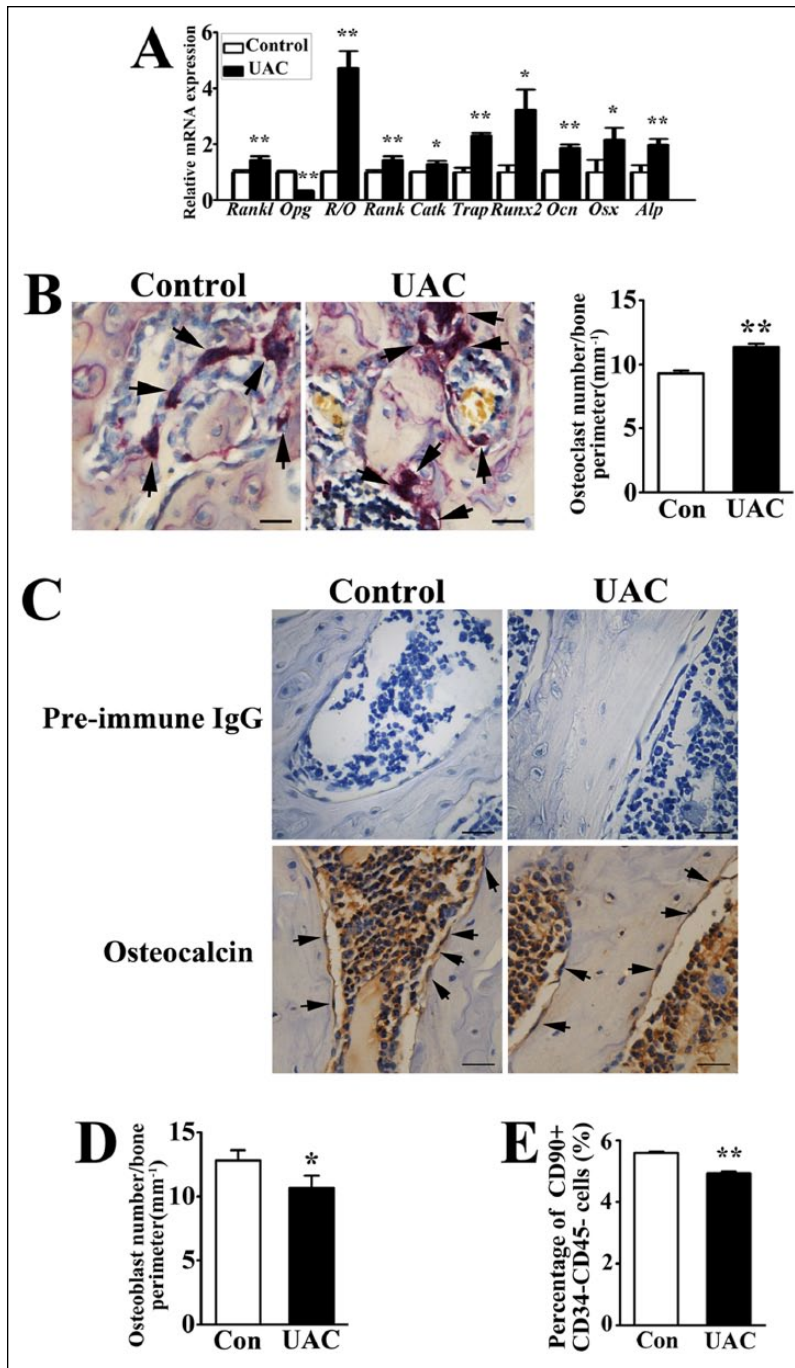 A
Control
UAC
Relative mRNA expression
6
4
2
0
**
**
**
**
*
**
*
**
*
**
Rankl Opg R/O Rank Catk Trap Runx2 Ocn Osx Alp
B
Control UAC
Osteoclast number/bone
perimeter(mm⁻¹)
15
10
5
0
**
Con UAC
C
Control UAC
Pre-immune IgG
Osteocalcin
D
Osteoblast number/bone
perimeter(mm⁻¹)
15
10
5
0
*
Con UAC
E
Percentage of CD90+
CD34-CD45- cells (%)
6
4
2
0
**
Con UAC